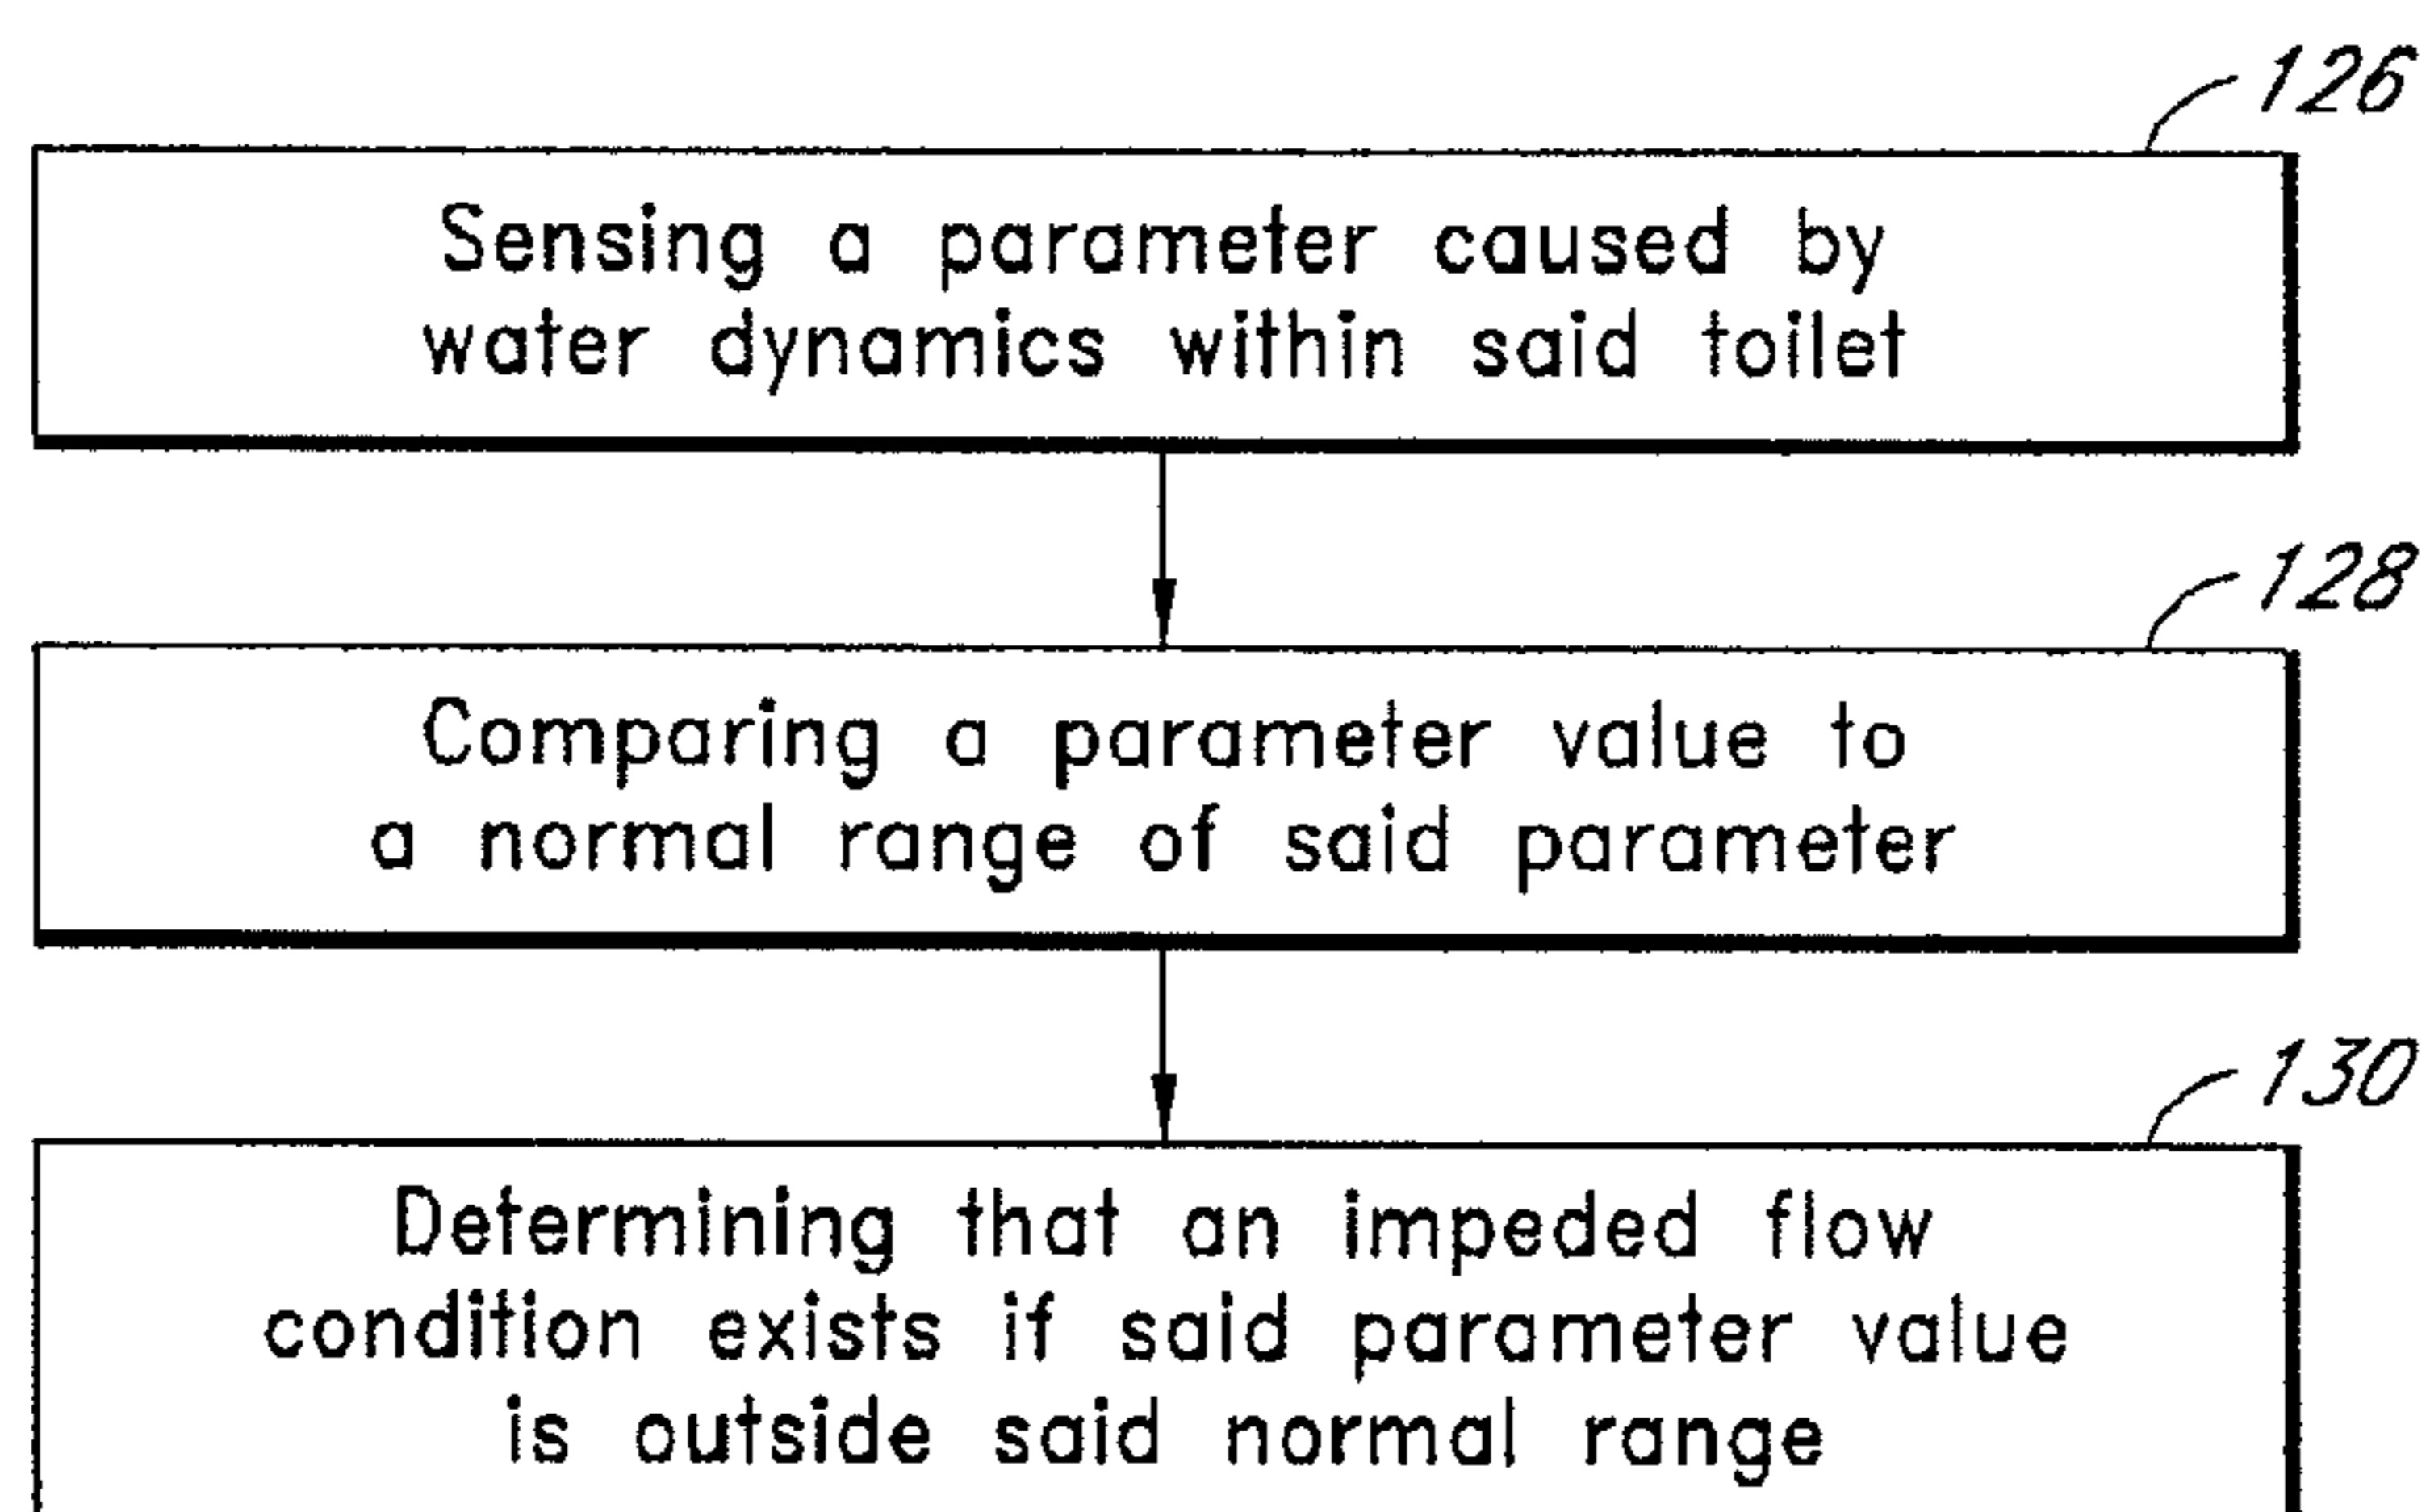 126
Sensing a parameter caused by
water dynamics within said toilet
128
Comparing a parameter value to
a normal range of said parameter
130
Determining that an impeded flow
condition exists if said parameter value
is outside said normal range